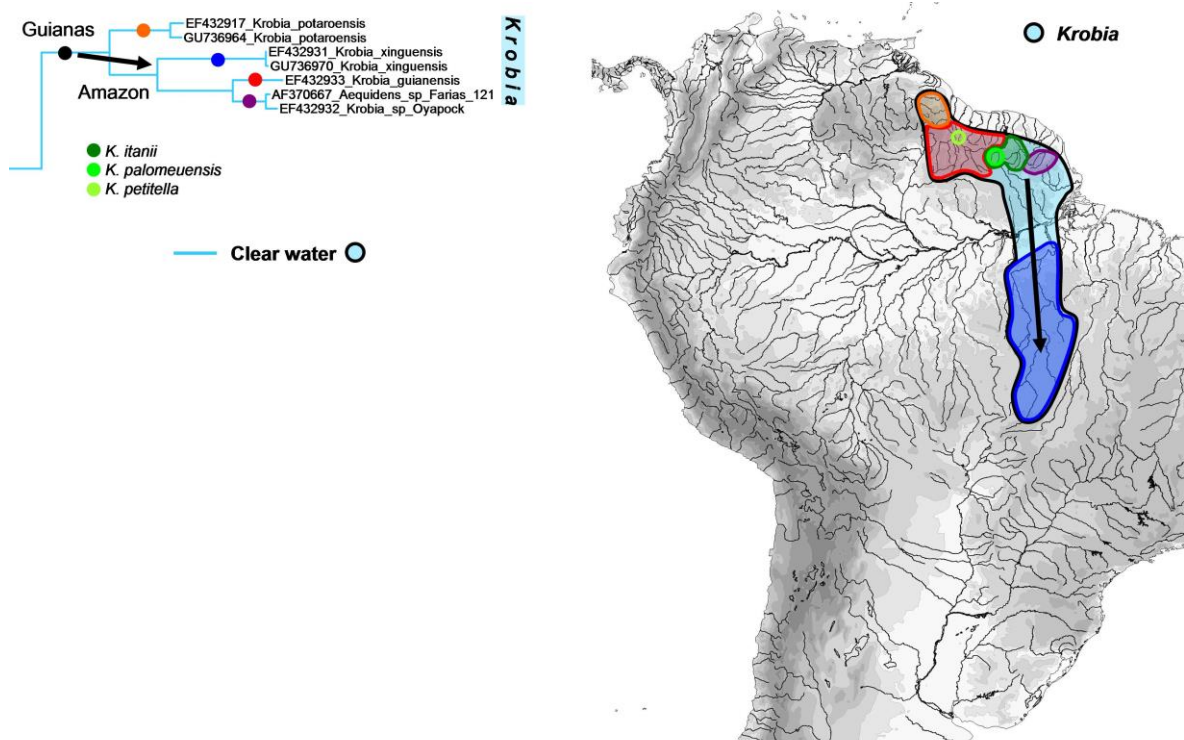 Guianas
EF432917_Krobia_potaroensis
GU736964_Krobia_potaroensis
EF432931_Krobia_xinguensis
GU736970_Krobia_xinguensis
EF432933_Krobia_guianensis
AF370667_Aequidens_sp_Farias_121
EF432932_Krobia_sp_Oyapock
Amazon
Krobia
K. itanii
K. palomeuensis
K. petitella
Clear water
Krobia